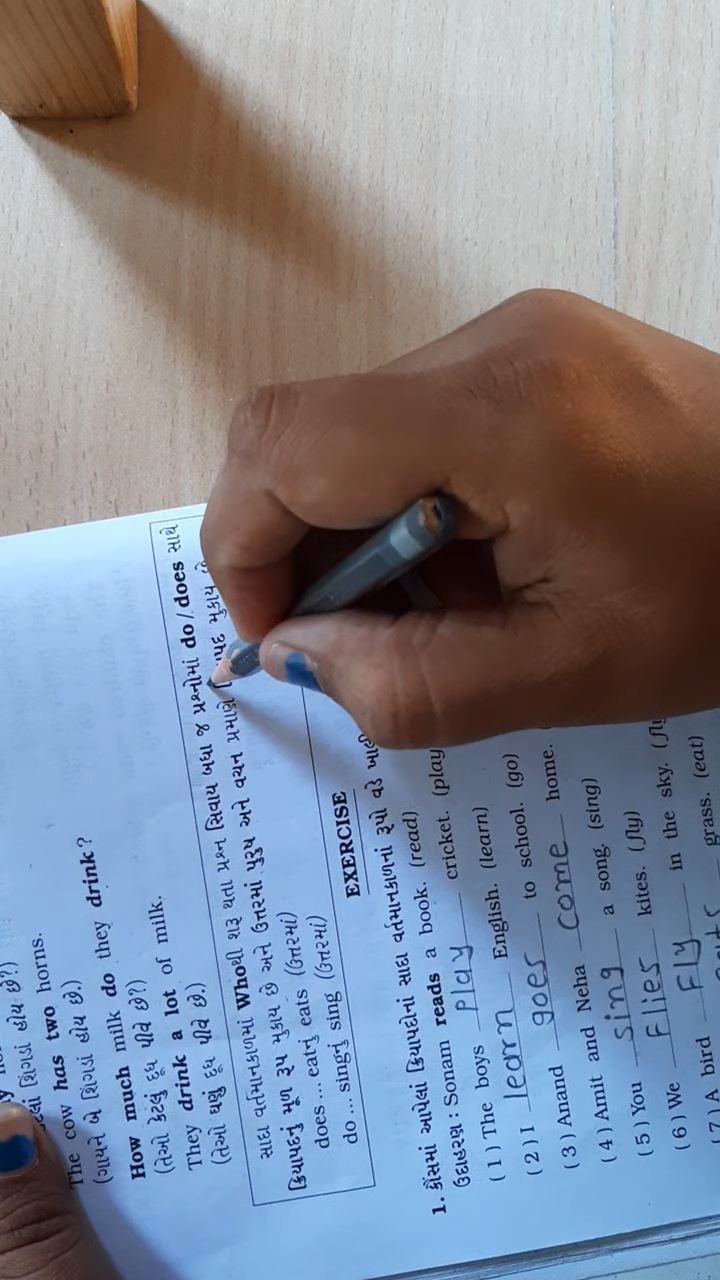 The cow has two horns.
(ગાયને બે શિંગડાં હોય છે.)
How much milk do they drink?
(તેઓ કેટલું દૂધ પીવે છે?)
They drink a lot of milk.
(તેઓ ઘણું દૂધ પીવે છે.)
સાદા વર્તમાનકાળમાં Whoથી શરૂ થતા પ્રશ્ન સિવાય બધા જ પ્રશ્નોમાં do / does સાથે
ક્રિયાપદનું મૂળ રૂપ મુકાય છે અને ઉત્તરમાં પુરુષ અને વચન પ્રમાણે મુકાય
does ... eatનું eats (ઉત્તરમાં)
do ... singનું sing (ઉત્તરમાં)
EXERCISE
1. કૌંસમાં આપેલાં ક્રિયાપદોનાં સાદા વર્તમાનકાળનાં રૂપો વડે
ઉદાહરણ : Sonam reads a book. (read)
(1) The boys play cricket. (play
(2) I learn English. (learn)
(3) Anand goes to school. (go)
(4) Amit and Neha come home.
(5) You sing a song. (sing)
(6) We Flies kites. (fly)
(7) A bird Fly in the sky.
grass. (eat)